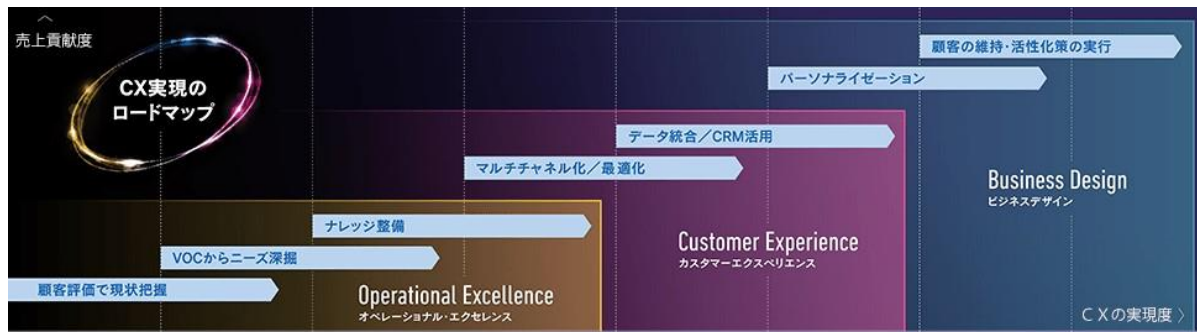 売上貢献度
CX実現の
ロードマップ
顧客の維持・活性化策の実行
パーソナライゼーション
データ統合／CRM活用
マルチチャネル化／最適化
Business Design
ビジネスデザイン
ナレッジ整備
Customer Experience
カスタマーエクスペリエンス
VOCからニーズ深掘
顧客評価で現状把握
Operational Excellence
オペレーショナル・エクセレンス
CXの実現度